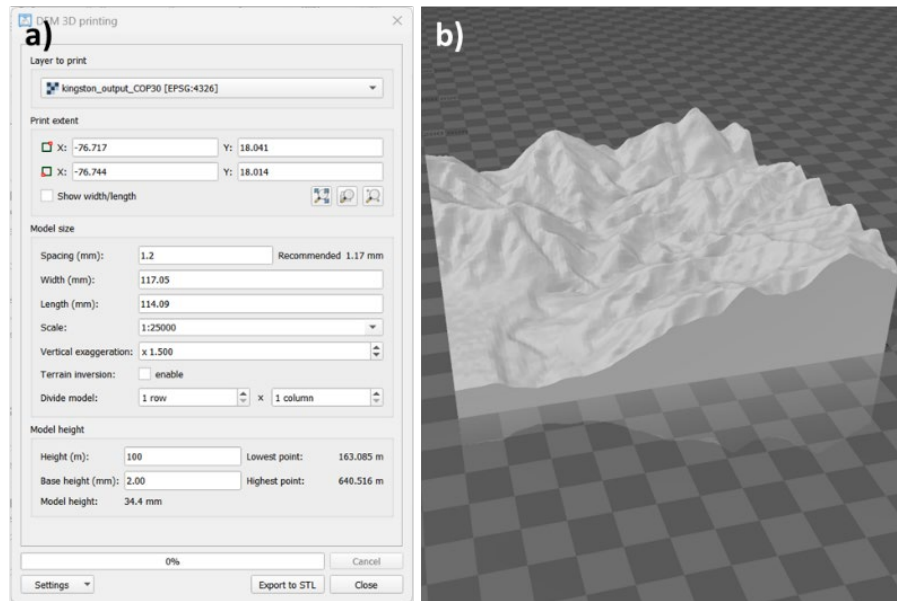 DEM 3D printing
a)
b)
Layer to print
kingston_output_COP30 [EPSG:4326]
Print extent
X: -76.717 Y: 18.041
X: -76.744 Y: 18.014
Show width/length
Model size
Spacing (mm): 1.2 Recommended 1.17 mm
Width (mm): 117.05
Length (mm): 114.09
Scale: 1:25000
Vertical exaggeration: x 1.500
Terrain inversion: enable
Divide model: 1 row x 1 column
Model height
Height (m): 100 Lowest point: 163.085 m
Base height (mm): 2.00 Highest point: 640.516 m
Model height: 34.4 mm
0% Cancel
Settings Export to STL Close